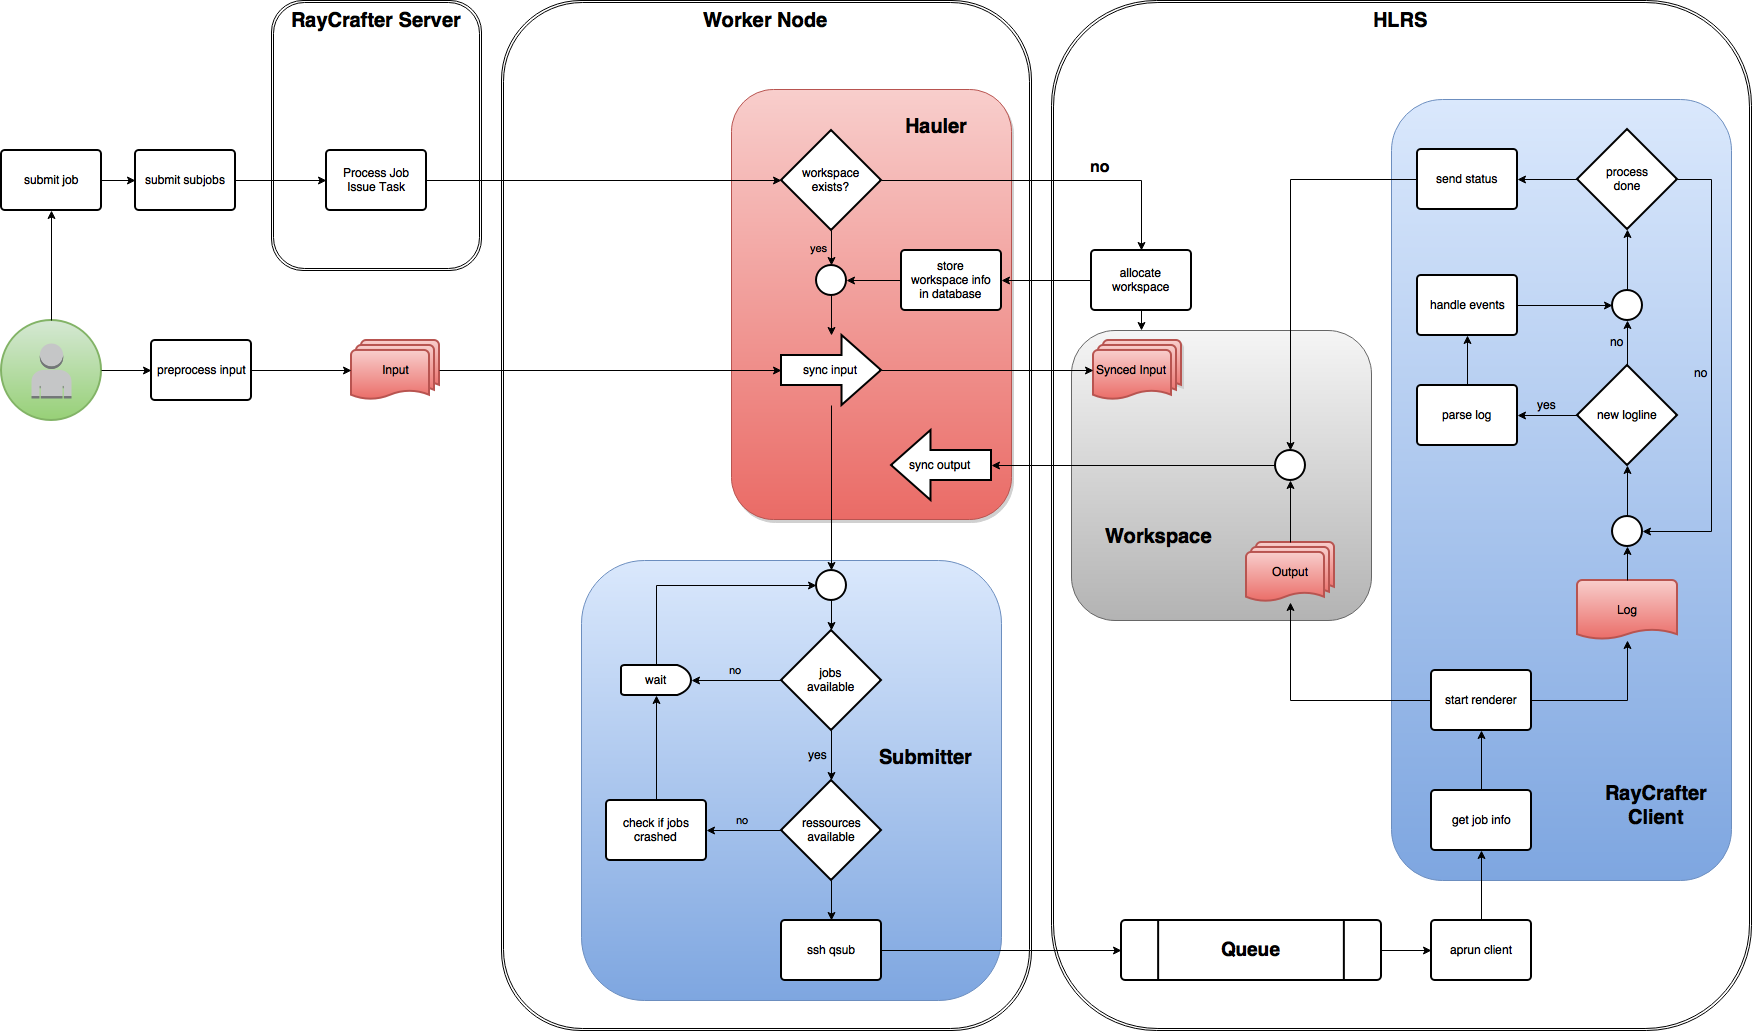 RayCrafter Server
Worker Node
HLRS
Hauler
submit job
submit subjobs
Process Job
Issue Task
workspace
exists?
no
yes
store
workspace info
in database
allocate
workspace
preprocess input
Input
sync input
Synced Input
sync output
Workspace
Output
send status
process
done
handle events
no
no
parse log
yes
new logline
Log
start renderer
RayCrafter
Client
get job info
wait
no
jobs
available
yes
Submitter
check if jobs
crashed
no
ressources
available
ssh qsub
Queue
aprun client